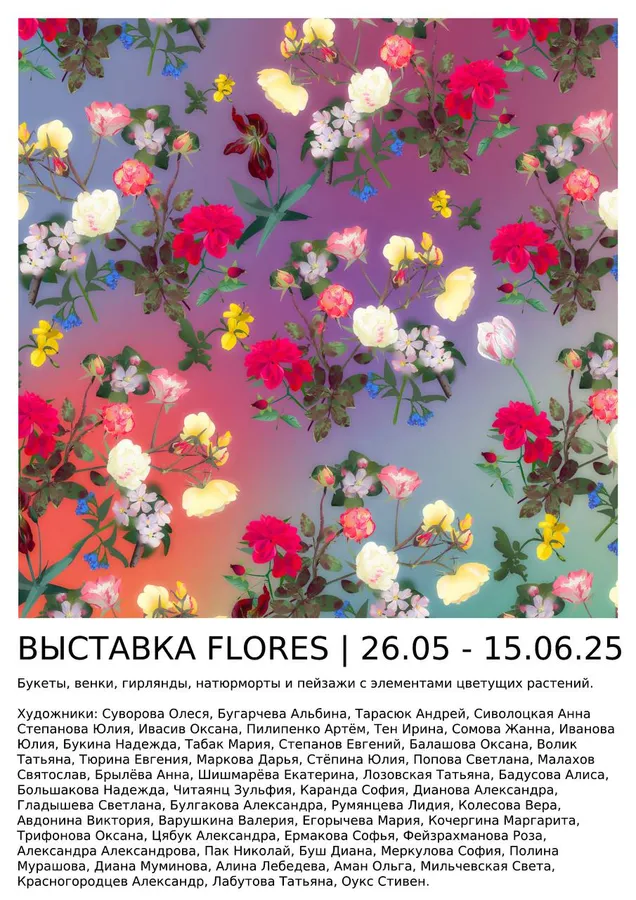 ВЫСТАВКА FLORES | 26.05 - 15.06.25
Букеты, венки, гирлянды, натюрморты и пейзажи с элементами цветущих растений.
Художники: Суворова Олеся, Бугарчева Альбина, Тарасюк Андрей, Сиволоцкая Анна
Степанова Юлия, Ивасив Оксана, Пилипенко Артём, Тен Ирина, Сомова Жанна, Иванова
Юлия, Букина Надежда, Табак Мария, Степанов Евгений, Балашова Оксана, Волик
Татьяна, Тюрина Евгения, Маркова Дарья, Стёпина Юлия, Попова Светлана, Малахов
Святослав, Брылёва Анна, Шишмарёва Екатерина, Лозовская Татьяна, Бадусова Алиса,
Большакова Надежда, Читаянц Зульфия, Каранда София, Дианова Александра,
Гладышева Светлана, Булгакова Александра, Румянцева Лидия, Колесова Вера,
Авдонина Виктория, Варушкина Валерия, Егорычева Мария, Кочергина Маргарита,
Трифонова Оксана, Цябук Александра, Ермакова Софья, Фейзрахманова Роза,
Александра Александрова, Пак Николай, Буш Диана, Меркулова София, Полина
Мурашова, Диана Муминова, Алина Лебедева, Аман Ольга, Мильчевская Света,
Красногородцев Александр, Лабутова Татьяна, Оукс Стивен.